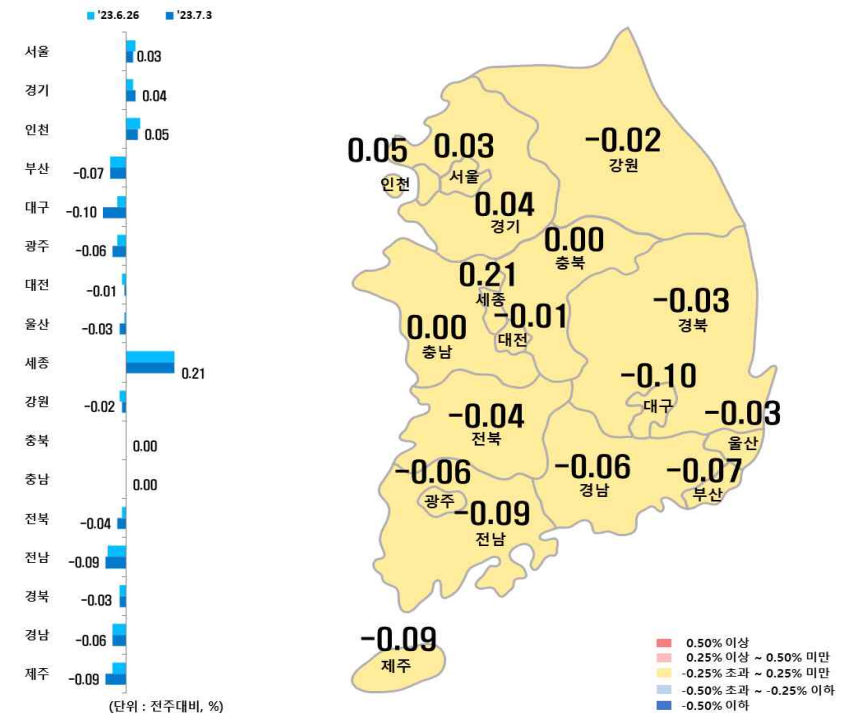 '23.6.26 '23.7.3
서울 0.03
경기 0.04
인천 0.05
부산 -0.07
대구 -0.10
광주 -0.06
대전 -0.01
울산 -0.03
세종 0.21
강원 -0.02
충북 0.00
충남 0.00
전북 -0.04
전남 -0.09
경북 -0.03
경남 -0.06
제주 -0.09
(단위 : 전주대비, %)
-0.02
강원
0.05
인천
0.03
서울
0.04
경기
0.00
충북
0.21
세종
-0.01
대전
0.00
충남
-0.03
경북
-0.10
대구
-0.03
울산
-0.04
전북
-0.06
경남
-0.07
부산
-0.06
광주
-0.09
전남
-0.09
제주
0.50% 이상
0.25% 이상 ~ 0.50% 미만
-0.25% 초과 ~ 0.25% 미만
-0.50% 초과 ~ -0.25% 이하
-0.50% 이하